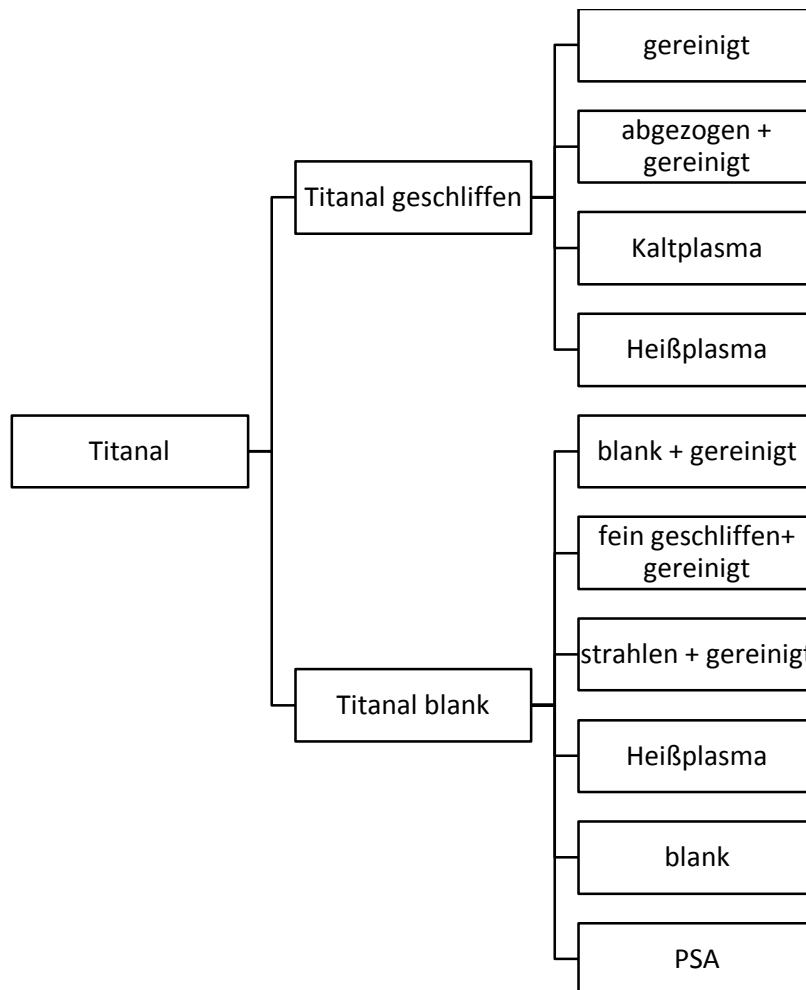 Titanal
Titanal geschliffen
gereinigt
abgezogen +
gereinigt
Kaltplasma
Heißplasma
Titanal blank
blank + gereinigt
fein geschliffen+
gereinigt
strahlen + gereinigt
Heißplasma
blank
PSA